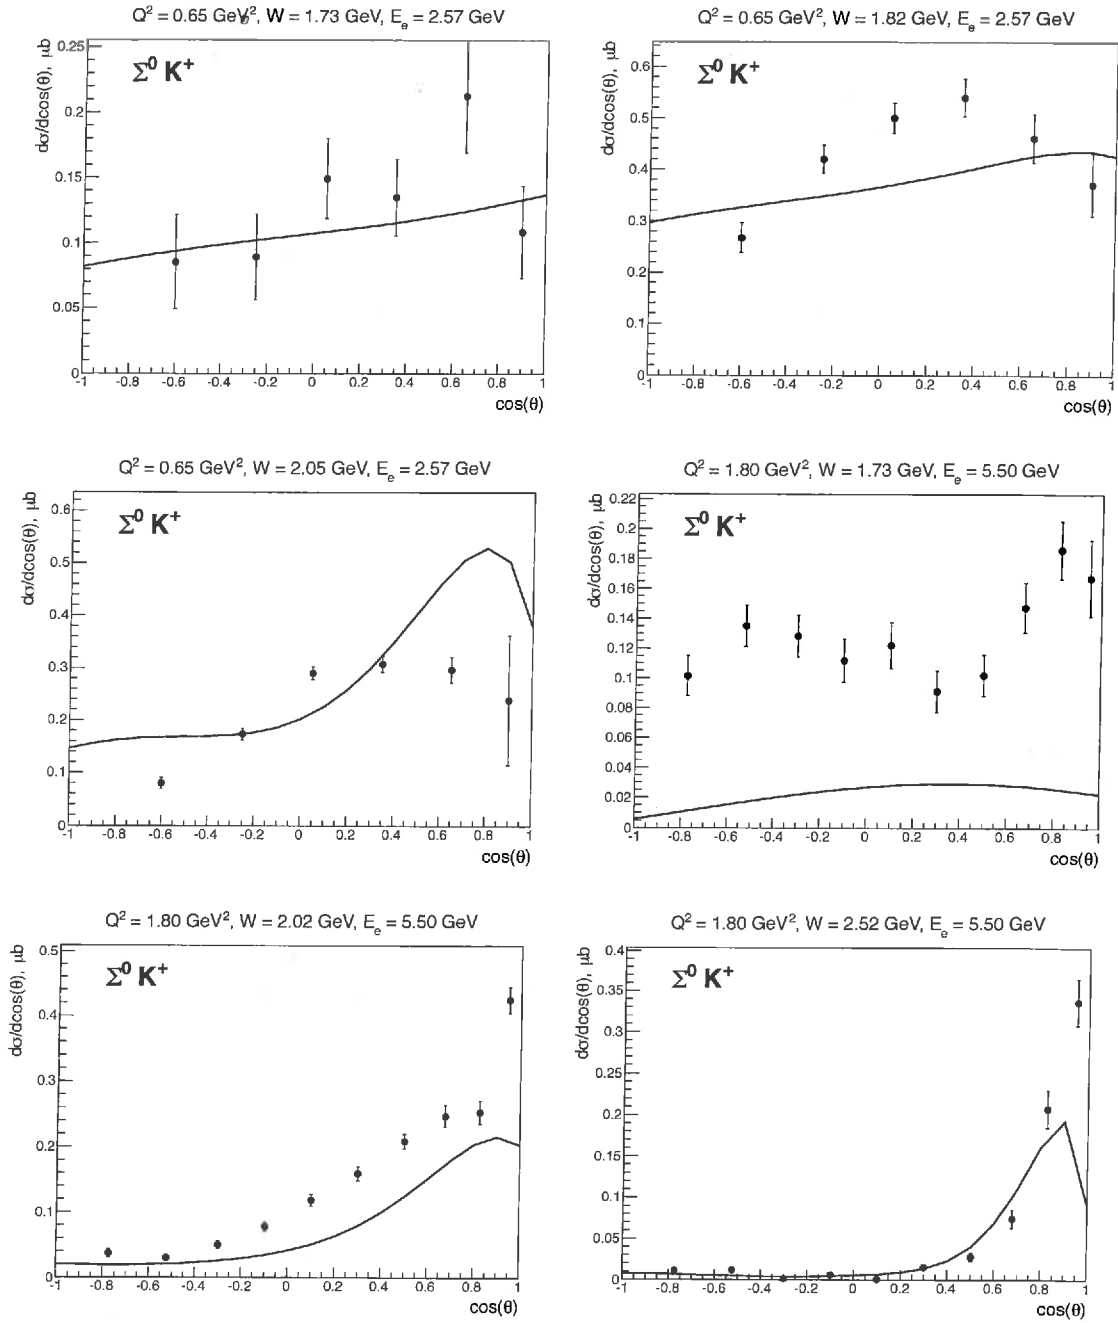 Q² = 0.65 GeV², W = 1.73 GeV, Eₑ = 2.57 GeV
dσ/dcos(θ), μb
Σ⁰ K⁺
0.25
0.2
0.15
0.1
0.05
0
-1 -0.8 -0.6 -0.4 -0.2 0 0.2 0.4 0.6 0.8 1
cos(θ)
Q² = 0.65 GeV², W = 1.82 GeV, Eₑ = 2.57 GeV
dσ/dcos(θ), μb
Σ⁰ K⁺
0.6
0.5
0.4
0.3
0.2
0.1
0
-1 -0.8 -0.6 -0.4 -0.2 0 0.2 0.4 0.6 0.8 1
cos(θ)
Q² = 0.65 GeV², W = 2.05 GeV, Eₑ = 2.57 GeV
dσ/dcos(θ), μb
Σ⁰ K⁺
0.6
0.5
0.4
0.3
0.2
0.1
0
-1 -0.8 -0.6 -0.4 -0.2 0 0.2 0.4 0.6 0.8 1
cos(θ)
Q² = 1.80 GeV², W = 1.73 GeV, Eₑ = 5.50 GeV
dσ/dcos(θ), μb
Σ⁰ K⁺
0.22
0.2
0.18
0.16
0.14
0.12
0.1
0.08
0.06
0.04
0.02
0
-1 -0.8 -0.6 -0.4 -0.2 0 0.2 0.4 0.6 0.8 1
cos(θ)
Q² = 1.80 GeV², W = 2.02 GeV, Eₑ = 5.50 GeV
dσ/dcos(θ), μb
Σ⁰ K⁺
0.5
0.4
0.3
0.2
0.1
0
-1 -0.8 -0.6 -0.4 -0.2 0 0.2 0.4 0.6 0.8 1
cos(θ)
Q² = 1.80 GeV², W = 2.52 GeV, Eₑ = 5.50 GeV
dσ/dcos(θ), μb
Σ⁰ K⁺
0.4
0.35
0.3
0.25
0.2
0.15
0.1
0.05
0
-1 -0.8 -0.6 -0.4 -0.2 0 0.2 0.4 0.6 0.8 1
cos(θ)